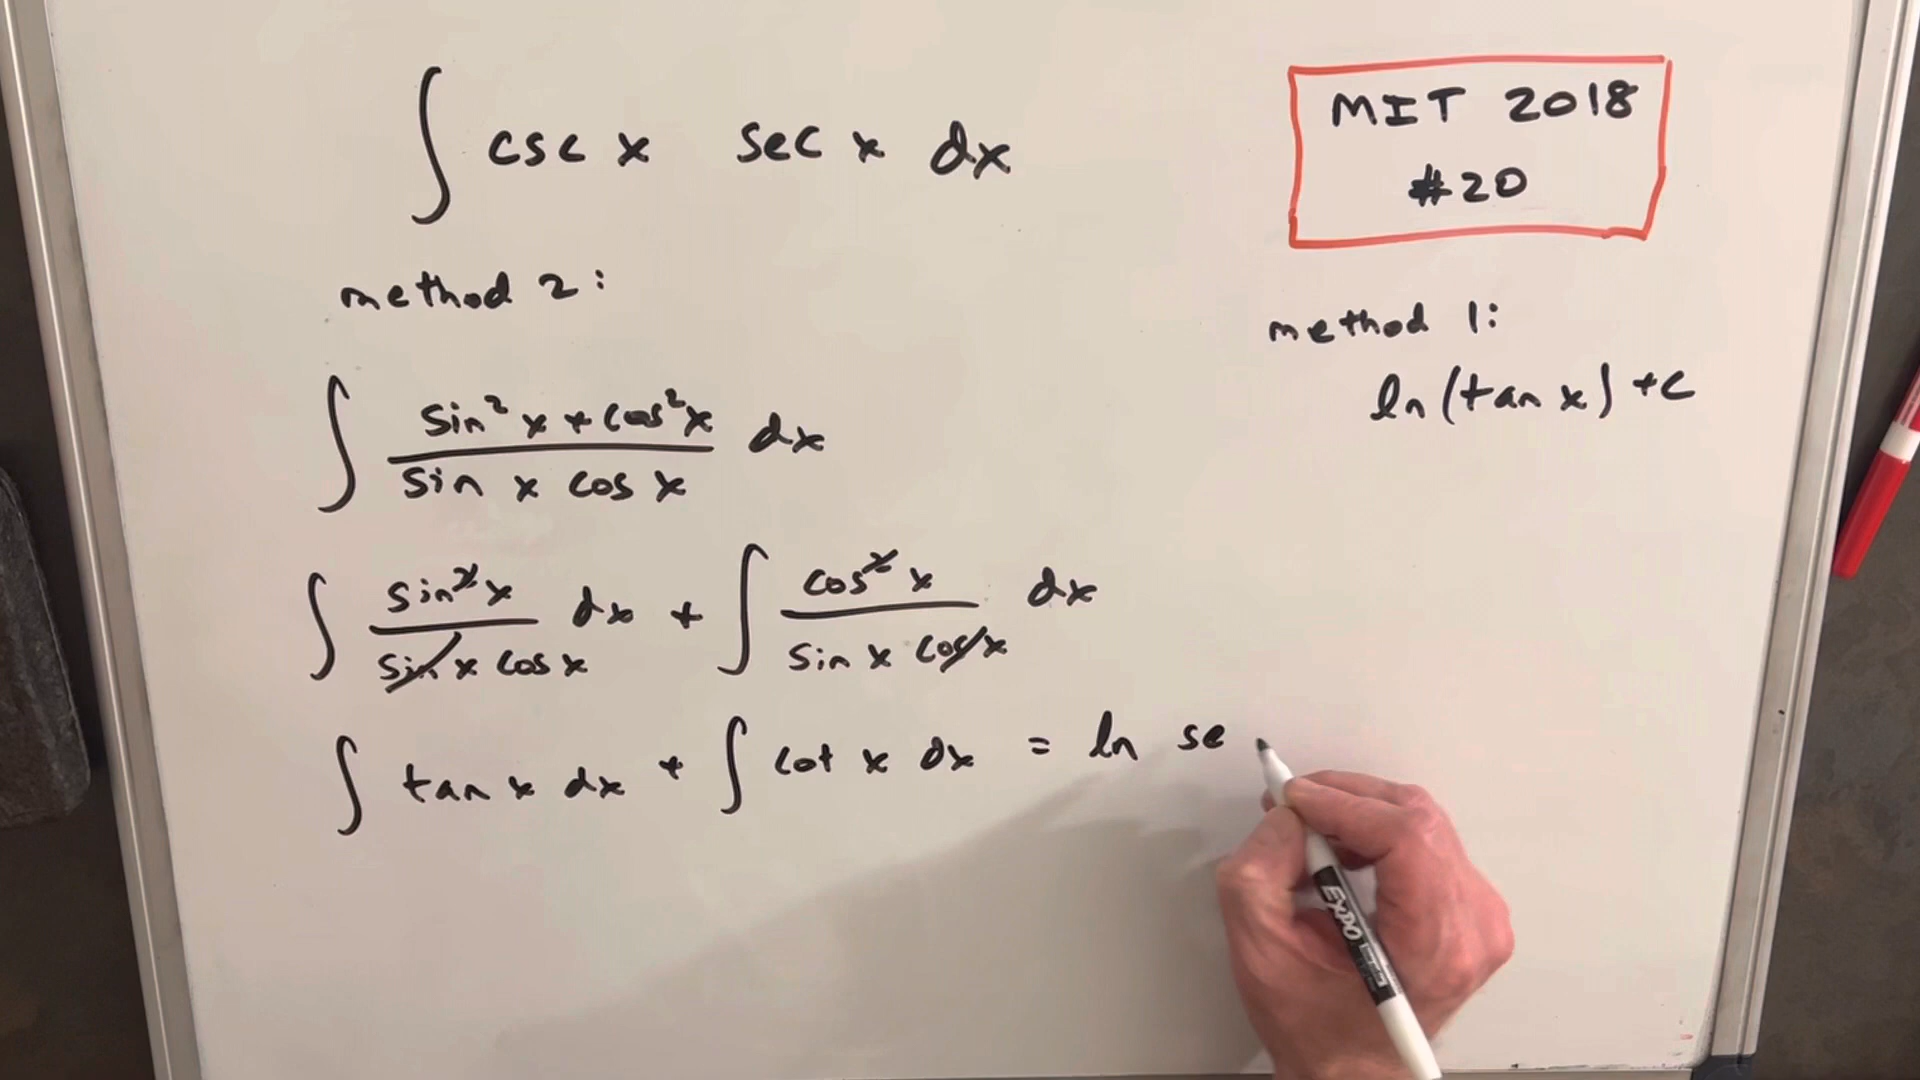 ∫ csc x sec x dx
MIT 2018
#20
method 2:
method 1:
ln(tan x) + c
∫ (sin² x + cos² x)/(sin x cos x) dx
∫ (sin² x)/(sin x cos x) dx + ∫ (cos² x)/(sin x cos x) dx
∫ tan x dx + ∫ cot x dx = ln se
EXPO